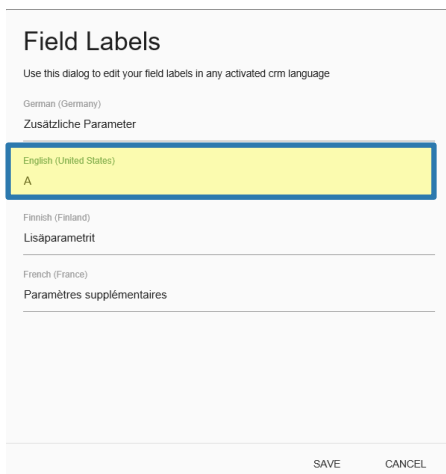 Field Labels
Use this dialog to edit your field labels in any activated crm language
German (Germany)
Zusätzliche Parameter
English (United States)
A
Finnish (Finland)
Lisäparametrit
French (France)
Paramètres supplémentaires
SAVE CANCEL